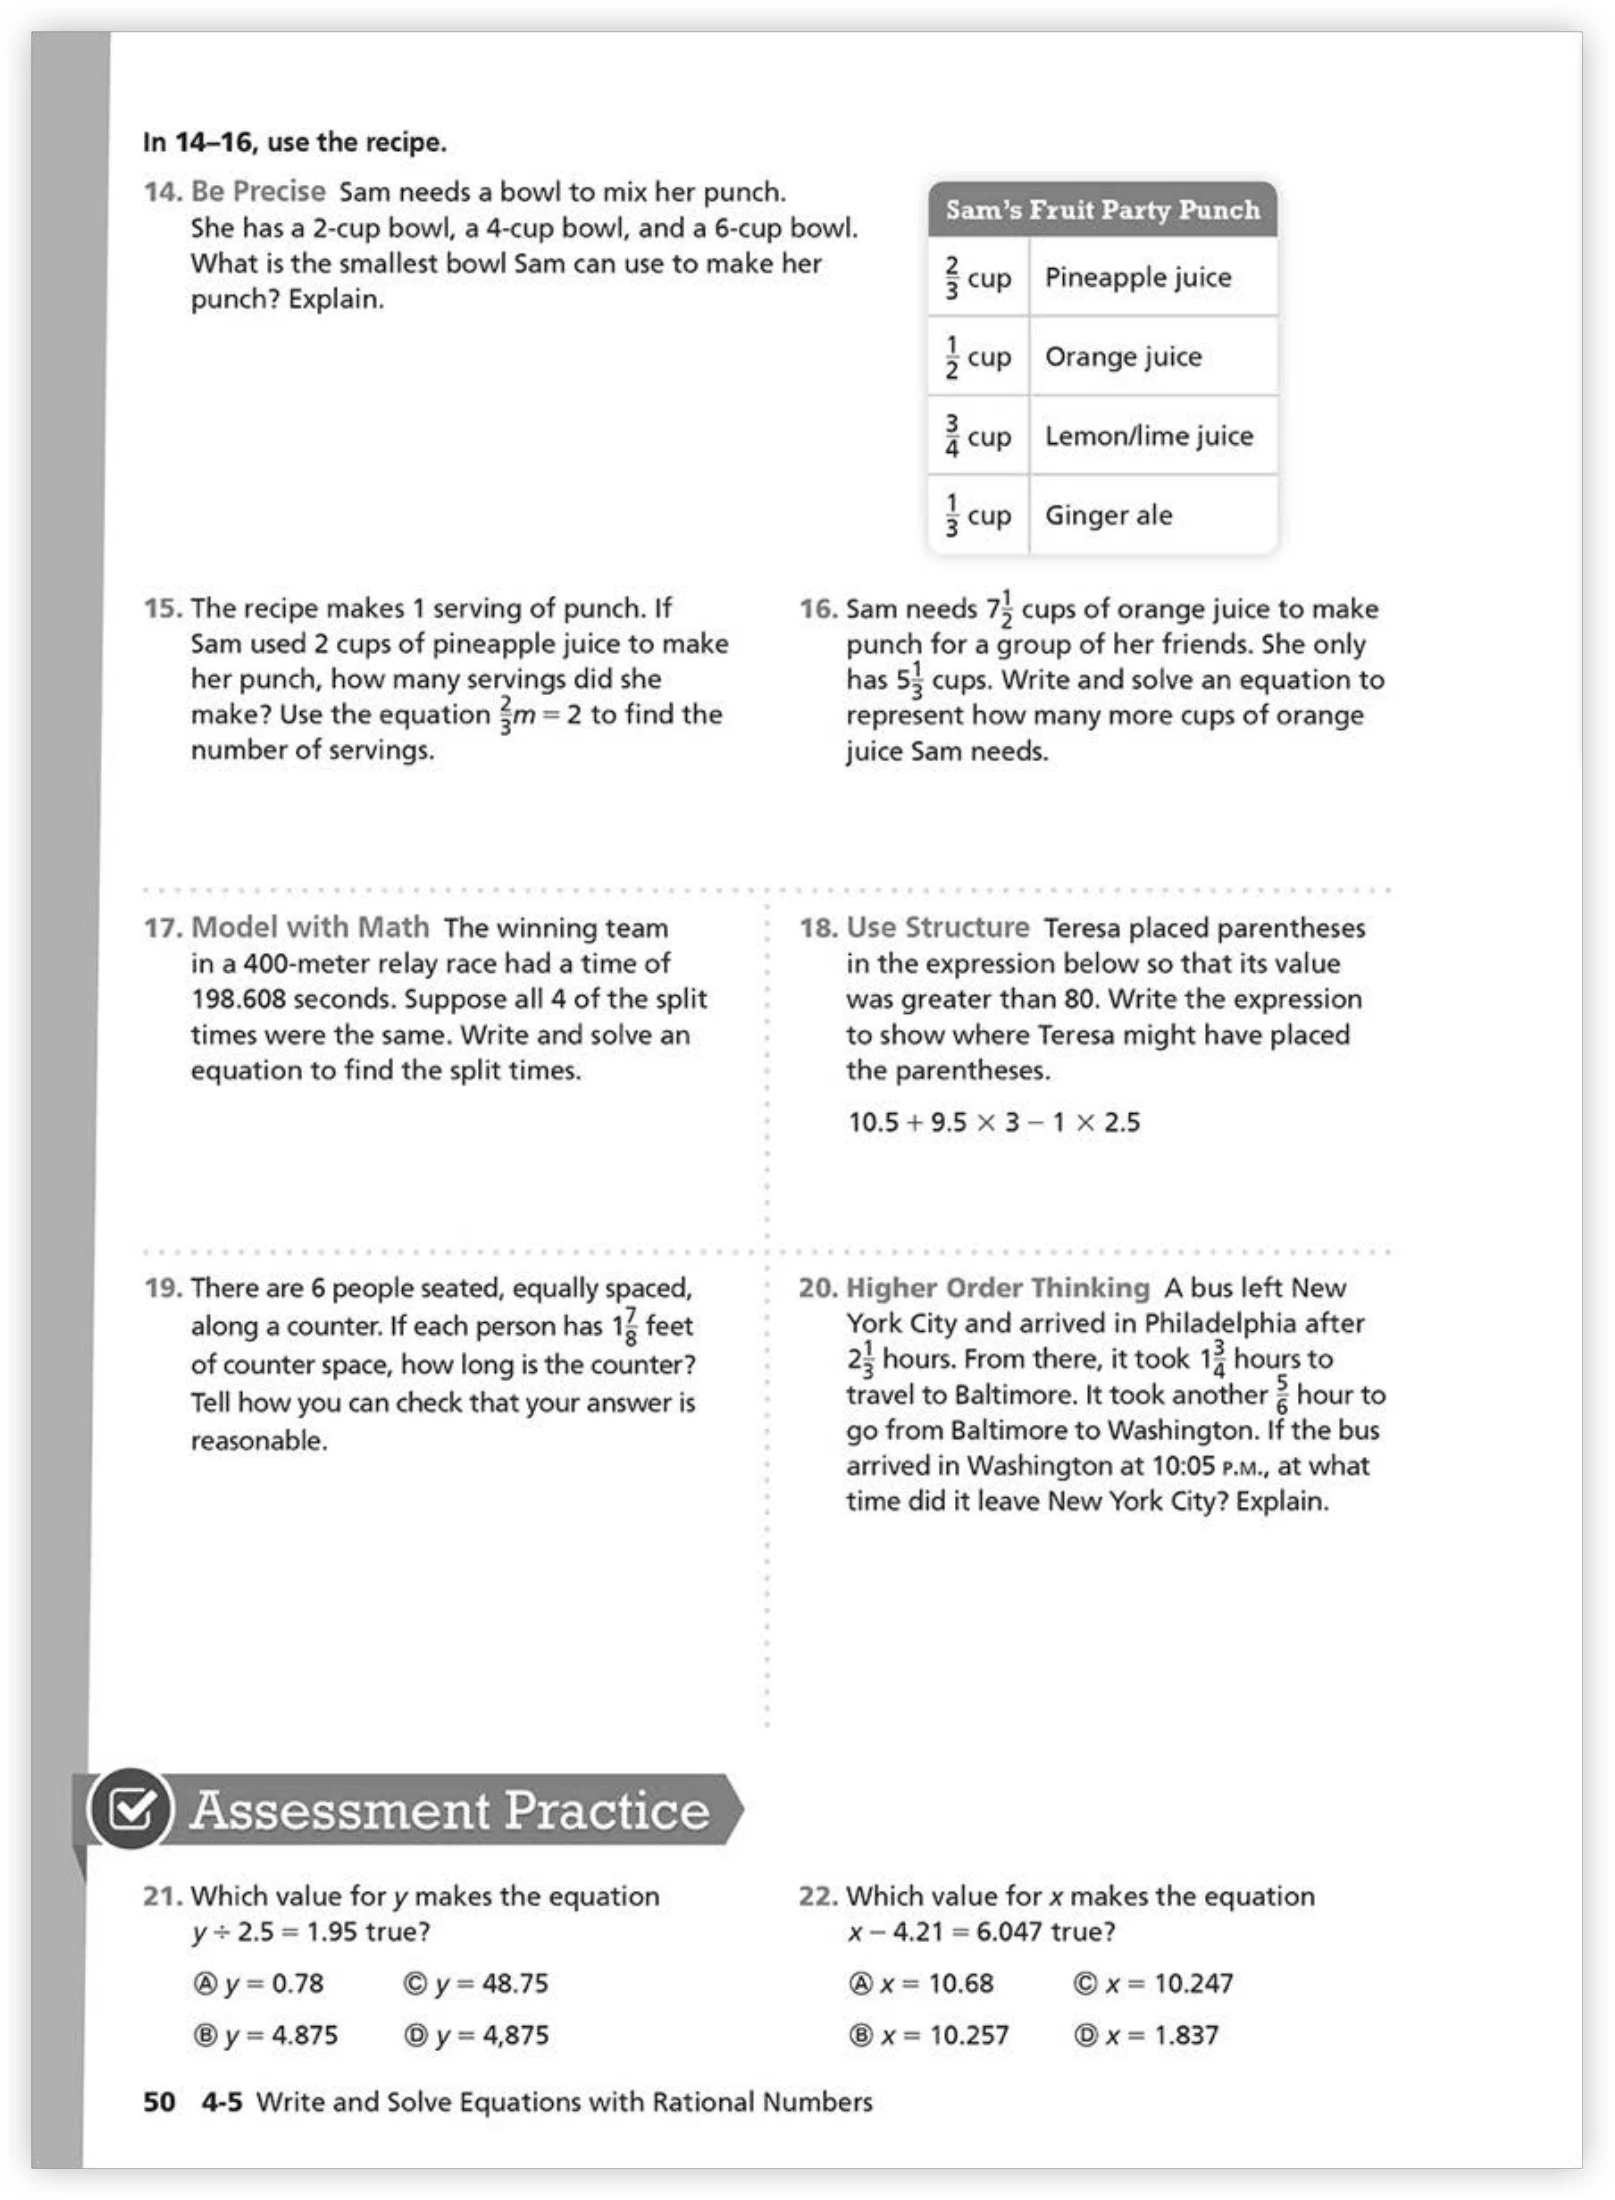 In 14–16, use the recipe.
14. Be Precise Sam needs a bowl to mix her punch.
She has a 2-cup bowl, a 4-cup bowl, and a 6-cup bowl.
What is the smallest bowl Sam can use to make her
punch? Explain.
Sam's Fruit Party Punch
2/3 cup Pineapple juice
1/2 cup Orange juice
3/4 cup Lemon/lime juice
1/3 cup Ginger ale
15. The recipe makes 1 serving of punch. If
Sam used 2 cups of pineapple juice to make
her punch, how many servings did she
make? Use the equation 2/3 m = 2 to find the
number of servings.
16. Sam needs 7 1/2 cups of orange juice to make
punch for a group of her friends. She only
has 5 1/3 cups. Write and solve an equation to
represent how many more cups of orange
juice Sam needs.
17. Model with Math The winning team
in a 400-meter relay race had a time of
198.608 seconds. Suppose all 4 of the split
times were the same. Write and solve an
equation to find the split times.
18. Use Structure Teresa placed parentheses
in the expression below so that its value
was greater than 80. Write the expression
to show where Teresa might have placed
the parentheses.
10.5 + 9.5 × 3 − 1 × 2.5
19. There are 6 people seated, equally spaced,
along a counter. If each person has 1 7/8 feet
of counter space, how long is the counter?
Tell how you can check that your answer is
reasonable.
20. Higher Order Thinking A bus left New
York City and arrived in Philadelphia after
2 1/3 hours. From there, it took 1 3/4 hours to
travel to Baltimore. It took another 5/6 hour to
go from Baltimore to Washington. If the bus
arrived in Washington at 10:05 P.M., at what
time did it leave New York City? Explain.
Assessment Practice
21. Which value for y makes the equation
y ÷ 2.5 = 1.95 true?
Ⓐ y = 0.78 Ⓒ y = 48.75
Ⓑ y = 4.875 Ⓓ y = 4,875
22. Which value for x makes the equation
x − 4.21 = 6.047 true?
Ⓐ x = 10.68 Ⓒ x = 10.247
Ⓑ x = 10.257 Ⓓ x = 1.837
50 4-5 Write and Solve Equations with Rational Numbers